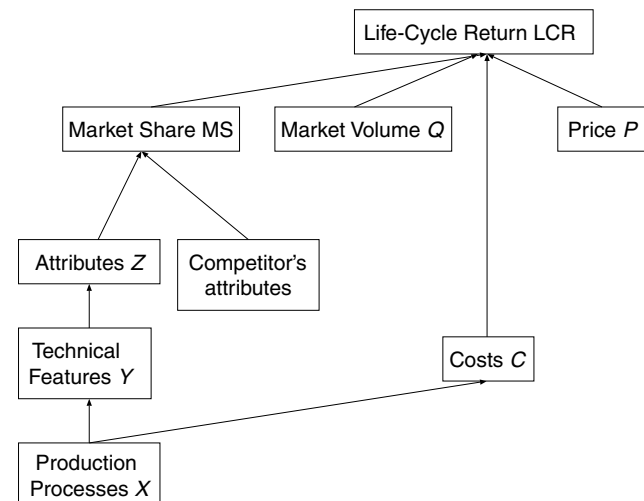 Life-Cycle Return LCR
Market Share MS
Market Volume Q
Price P
Attributes Z
Competitor's
attributes
Technical
Features Y
Costs C
Production
Processes X